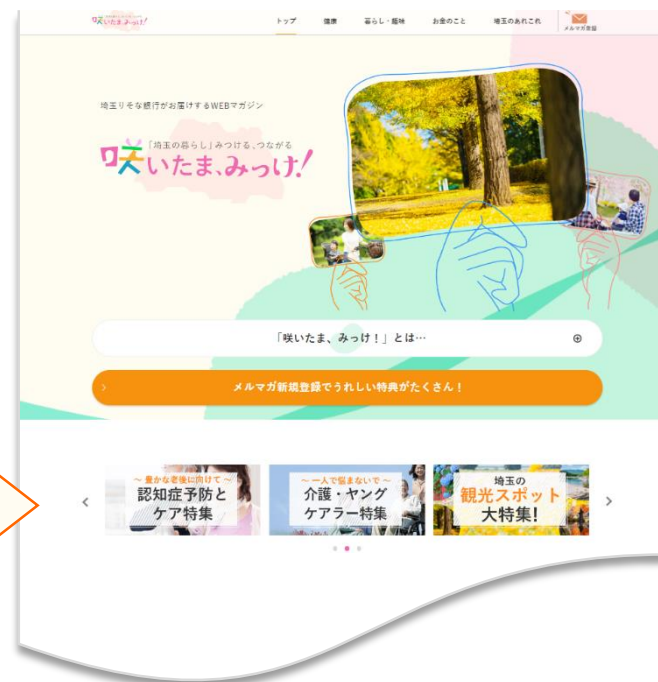 咲いたま、みっけ!
トップ
健康
暮らし・趣味
お金のこと
埼玉のあれこれ
メルマガ登録
埼玉りそな銀行がお届けするWEBマガジン
「埼玉の暮らし」みつける、つながる
咲いたま、みっけ!
「咲いたま、みっけ！」とは…
メルマガ新規登録でうれしい特典がたくさん！
～ 豊かな老後に向けて ～
認知症予防と
ケア特集
～ 一人で悩まないで ～
介護・ヤング
ケアラー特集
埼玉の
観光スポット
大特集!